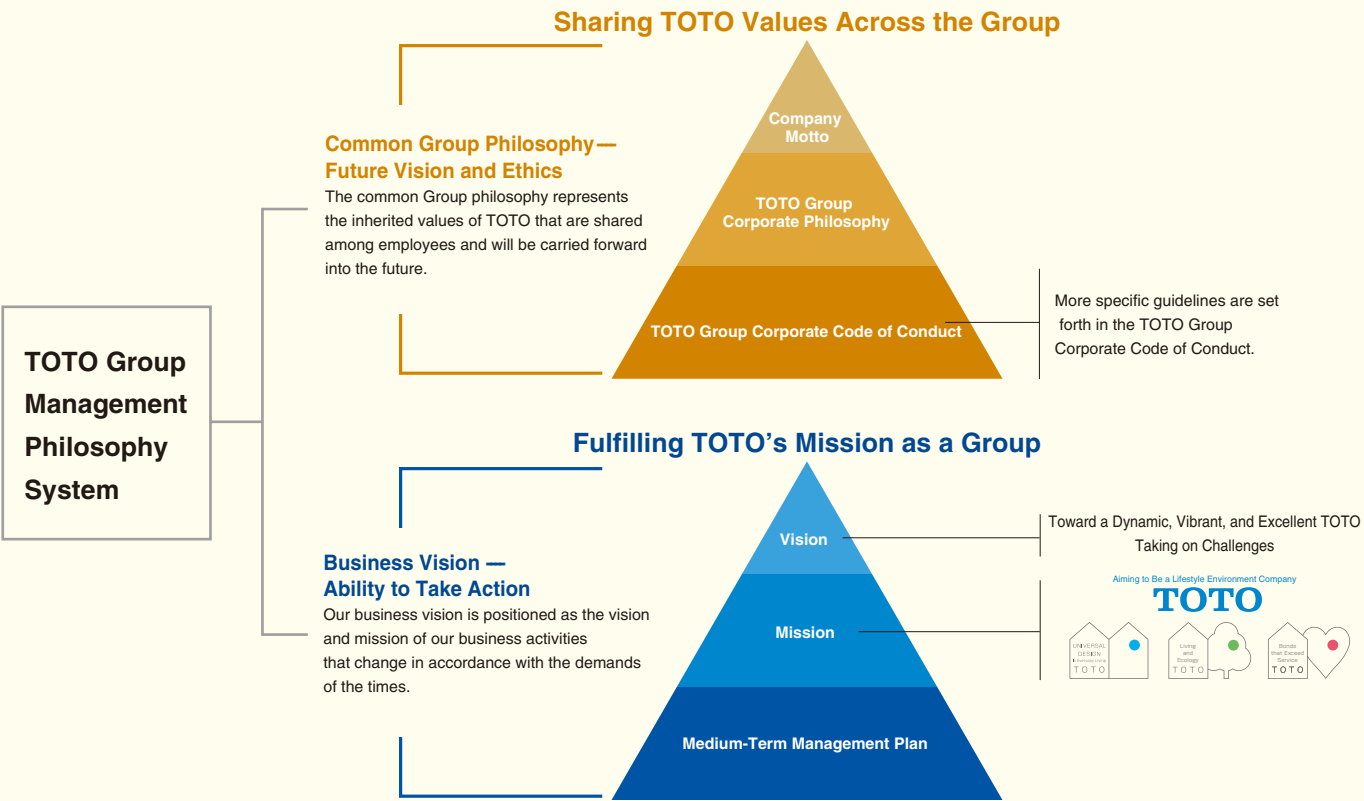 Sharing TOTO Values Across the Group
Company
Motto
TOTO Group
Corporate Philosophy
TOTO Group Corporate Code of Conduct
Common Group Philosophy—
Future Vision and Ethics
The common Group philosophy represents
the inherited values of TOTO that are shared
among employees and will be carried forward
into the future.
More specific guidelines are set
forth in the TOTO Group
Corporate Code of Conduct.
TOTO Group
Management
Philosophy
System
Fulfilling TOTO’s Mission as a Group
Vision
Mission
Medium-Term Management Plan
Business Vision —
Ability to Take Action
Our business vision is positioned as the vision
and mission of our business activities
that change in accordance with the demands
of the times.
Toward a Dynamic, Vibrant, and Excellent TOTO
Taking on Challenges
Aiming to Be a Lifestyle Environment Company
TOTO
UNIVERSAL
DESIGN
TOTO
Living
and
Ecology
TOTO
Bonds
that Exceed
Service
TOTO